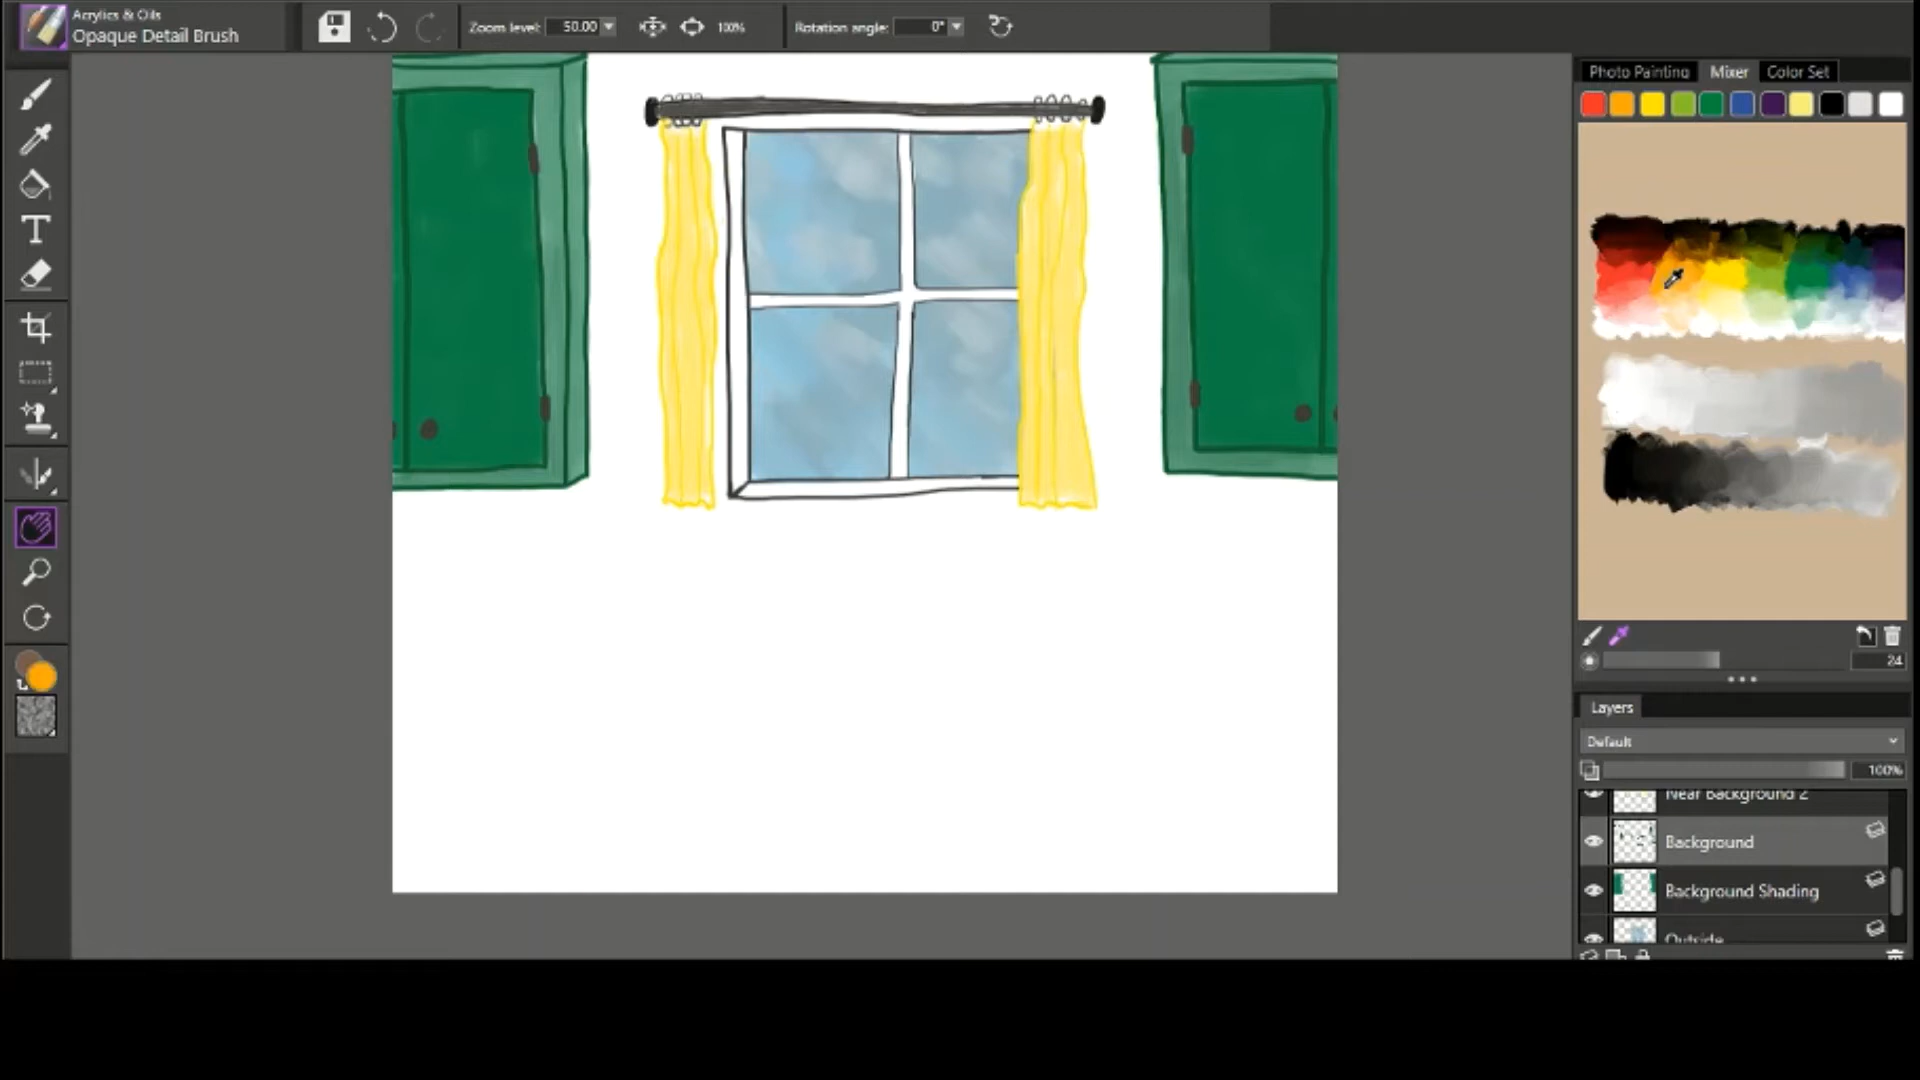 Acrylics & Oils
Opaque Detail Brush
Zoom level: 50.00
100%
Rotation angle: 0°
Photo Painting
Mixer
Color Set
24
Layers
Default
100%
Near Background 2
Background
Background Shading
Outside